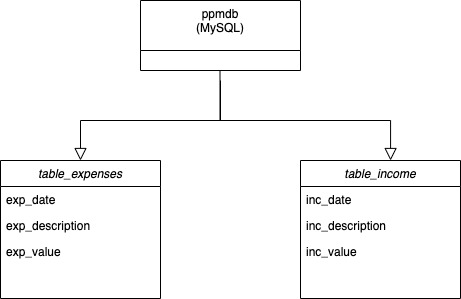 ppmdb
(MySQL)
table_expenses
exp_date
exp_description
exp_value
table_income
inc_date
inc_description
inc_value